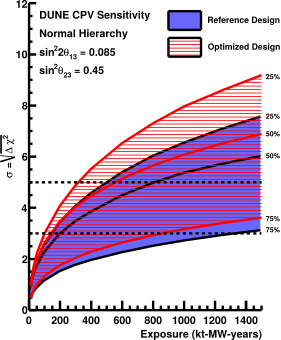 12
10
8
6
4
2
0
σ = √Δ χ²
DUNE CPV Sensitivity
Normal Hierarchy
sin²2θ₁₃ = 0.085
sin²θ₂₃ = 0.45
Reference Design
Optimized Design
25%
25%
50%
50%
75%
75%
0 200 400 600 800 1000 1200 1400
Exposure (kt-MW-years)